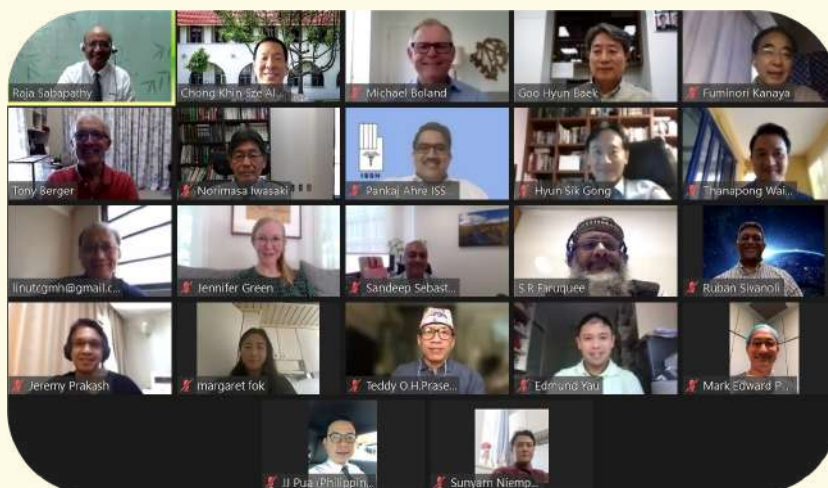 Raja Sabapathy
Chong Khin Sze Al...
Michael Boland
Goo Hyun Baek
Fuminori Kanaya
Tony Berger
Norimasa Iwasaki
ISSH
Pankaj Ahre ISS...
Hyun Sik Gong
Thanapong Wai...
linutcgmh@gmail.c...
Jennifer Green
Sandeep Sebast...
S R Faruquee
Ruban Sivanoli
Jeremy Prakash
margaret fok
Teddy O.H.Prase...
Edmund Yau
Mark Edward P...
JJ Pua (Philippin...
Sunyarn Niemp...